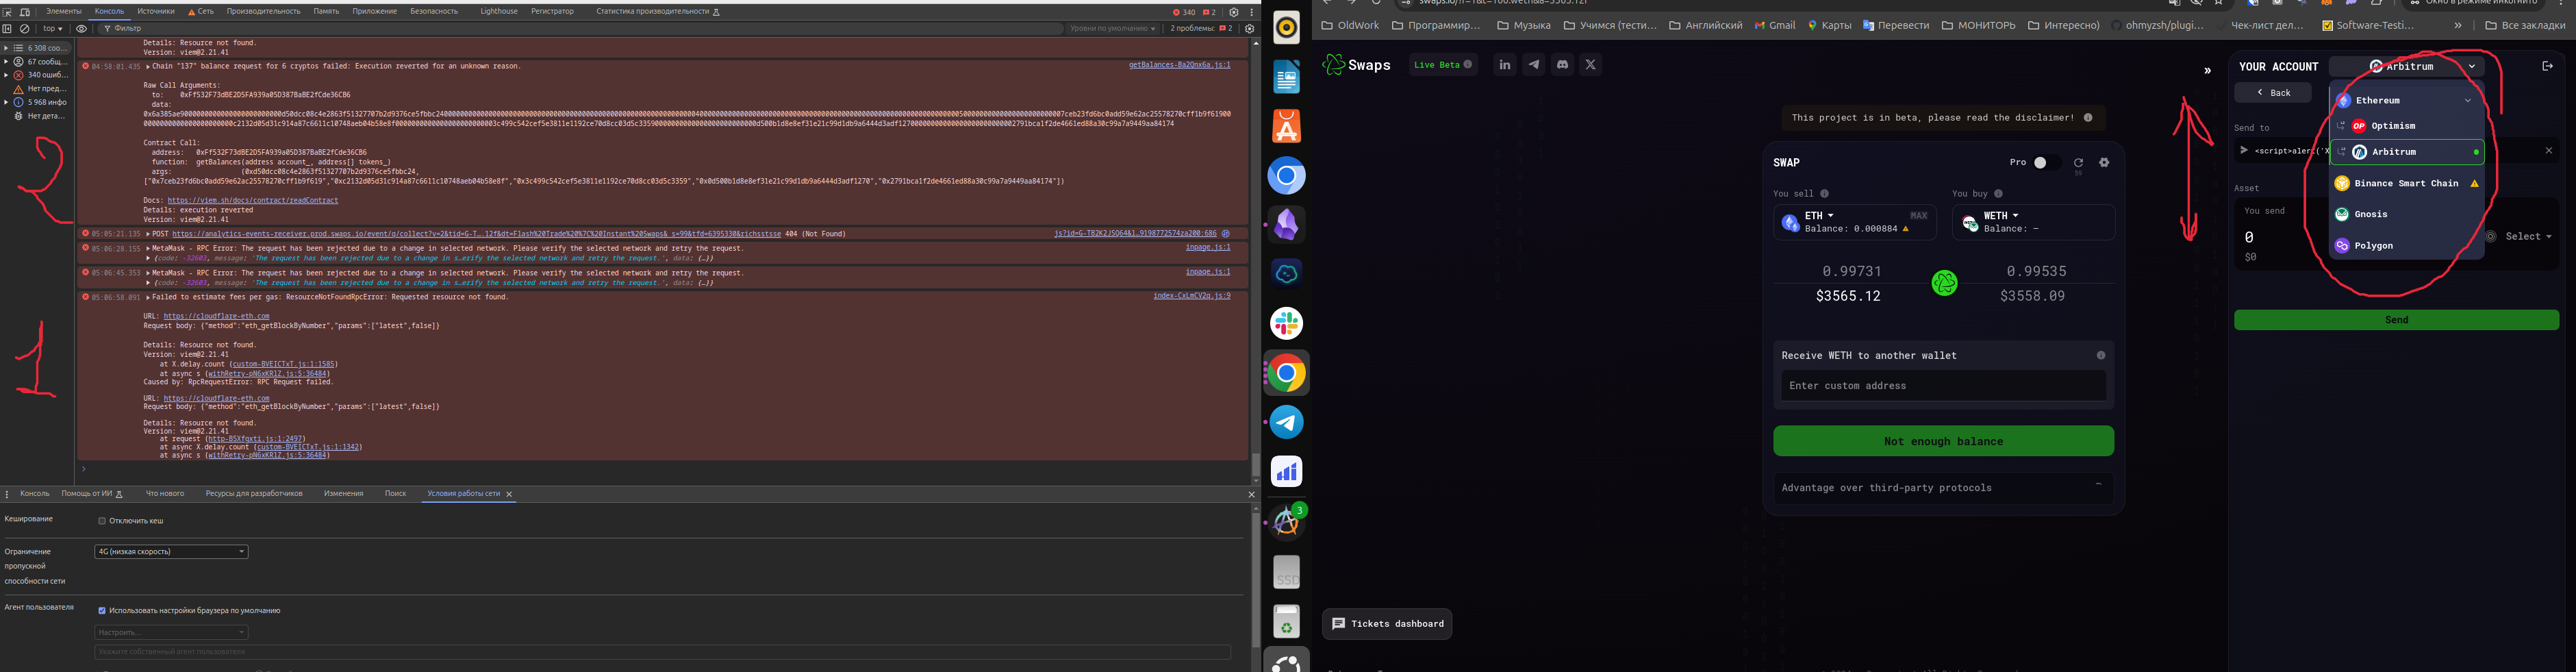 Элементы Консоль Источники Сеть Производительность Память Приложение Безопасность Lighthouse Регистратор Статистика производительности 340 2
top Фильтр Уровни по умолчанию 2 проблемы: 2
6 308 соо...
67 сообщ...
340 ошиб...
Нет пред...
5 968 инфо
Нет дета...
2
1
Details: Resource not found.
Version: viem@2.21.41
04:58:01.435 Chain "137" balance request for 6 cryptos failed: Execution reverted for an unknown reason. getBalances-Ba2Qnx6a.js:1
Raw Call Arguments:
to: 0xFf532F73dBE2D5FA939a05D387BaBE2fCde36CB6
data:
Contract Call:
address: 0xFf532F73dBE2D5FA939a05D387BaBE2fCde36CB6
function: getBalances(address account_, address[] tokens_)
args: (0xd50dcc08c4e2863f51327707b2d9376ce5fbbc24,
["0x7ceb23fd6bc0add59e62ac25578270cff1b9f619","0xc2132d05d31c914a87c6611c10748aeb04b58e8f","0x3c499c542cef5e3811e1192ce70d8cc03d5c3359","0x0d500b1d8e8ef31e21c99d1db9a6444d3adf1270","0x2791bca1f2de4661ed88a30c99a7a9449aa84174"])
Docs: https://viem.sh/docs/contract/readContract
Details: execution reverted
Version: viem@2.21.41
05:05:21.135 POST https://analytics-events-receiver.prod.swaps.io/event/g/collect?v=2&tid=G-T...12f&dt=Flash%20Trade%20%7C%20Instant%20Swaps&_s=99&tfd=6395330&richsstsse 404 (Not Found) js?id=G-T82K2JSQ64&l…9198772574za200:686
05:06:28.155 MetaMask - RPC Error: The request has been rejected due to a change in selected network. Please verify the selected network and retry the request. inpage.js:1
{code: -32603, message: 'The request has been rejected due to a change in s…erify the selected network and retry the request.', data: {…}}
05:06:45.353 MetaMask - RPC Error: The request has been rejected due to a change in selected network. Please verify the selected network and retry the request. inpage.js:1
{code: -32603, message: 'The request has been rejected due to a change in s…erify the selected network and retry the request.', data: {…}}
05:06:58.091 Failed to estimate fees per gas: ResourceNotFoundRpcError: Requested resource not found. index-CxLmCV2q.js:9
URL: https://cloudflare-eth.com
Request body: {"method":"eth_getBlockByNumber","params":["latest",false]}
Details: Resource not found.
Version: viem@2.21.41
at X.delay.count (custom-BVEICTxT.js:1:1585)
at async s (withRetry-pN6xKRlZ.js:5:36484)
Caused by: RpcRequestError: RPC Request failed.
URL: https://cloudflare-eth.com
Request body: {"method":"eth_getBlockByNumber","params":["latest",false]}
Details: Resource not found.
Version: viem@2.21.41
at request (http-B5Xfgxti.js:1:2497)
at async X.delay.count (custom-BVEICTxT.js:1:1342)
at async s (withRetry-pN6xKRlZ.js:5:36484)
Консоль Помощь от ИИ Что нового Ресурсы для разработчиков Изменения Поиск Условия работы сети
Кеширование Отключить кеш
Ограничение пропускной способности сети 4G (низкая скорость)
Агент пользователя Использовать настройки браузера по умолчанию
Настроить...
Укажите собственный агент пользователя
3
SSD
Окно в режиме инкогнито
OldWork Программир... Музыка Учимся (тести... Английский Gmail Карты Перевести МОНИТОРЬ Интересно) ohmyzsh/plugi... Чек-лист дел... Software-Testi... » Все закладки
Swaps Live Beta
This project is in beta, please read the disclaimer!
SWAP Pro
You sell You buy
ETH MAX WETH
Balance: 0.000884 Balance: —
0.99731 0.99535
$3565.12 $3558.09
Receive WETH to another wallet
Enter custom address
Not enough balance
Advantage over third-party protocols
Tickets dashboard
»
YOUR ACCOUNT Arbitrum
Back
Ethereum
OP Optimism
Arbitrum
Binance Smart Chain
Gnosis
Polygon
Send to
<script>alert('X
Asset
You send
0 Select
$0
Send